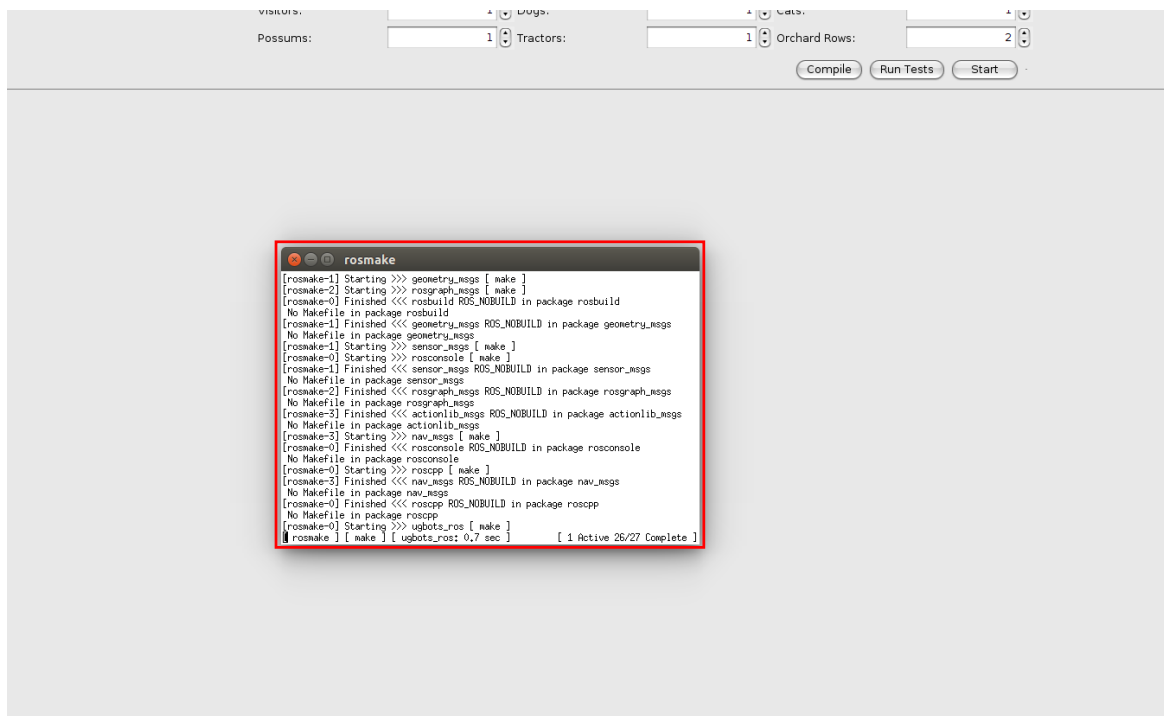 Visitors: 1 Dogs: 1 Cats: 1
Possums: 1 Tractors: 1 Orchard Rows: 2
Compile Run Tests Start
rosmake
[rosmake-1] Starting >>> geometry_msgs [ make ]
[rosmake-2] Starting >>> rosgraph_msgs [ make ]
[rosmake-0] Finished <<< rosbuild ROS_NOBUILD in package rosbuild
No Makefile in package rosbuild
[rosmake-1] Finished <<< geometry_msgs ROS_NOBUILD in package geometry_msgs
No Makefile in package geometry_msgs
[rosmake-1] Starting >>> sensor_msgs [ make ]
[rosmake-0] Starting >>> rosconsole [ make ]
[rosmake-1] Finished <<< sensor_msgs ROS_NOBUILD in package sensor_msgs
No Makefile in package sensor_msgs
[rosmake-2] Finished <<< rosgraph_msgs ROS_NOBUILD in package rosgraph_msgs
No Makefile in package rosgraph_msgs
[rosmake-3] Finished <<< actionlib_msgs ROS_NOBUILD in package actionlib_msgs
No Makefile in package actionlib_msgs
[rosmake-3] Starting >>> nav_msgs [ make ]
[rosmake-0] Finished <<< rosconsole ROS_NOBUILD in package rosconsole
No Makefile in package rosconsole
[rosmake-0] Starting >>> roscpp [ make ]
[rosmake-3] Finished <<< nav_msgs ROS_NOBUILD in package nav_msgs
No Makefile in package nav_msgs
[rosmake-0] Finished <<< roscpp ROS_NOBUILD in package roscpp
No Makefile in package roscpp
[rosmake-0] Starting >>> ugbots_ros [ make ]
[ rosmake ] [ make ] [ ugbots_ros: 0.7 sec ] [ 1 Active 26/27 Complete ]